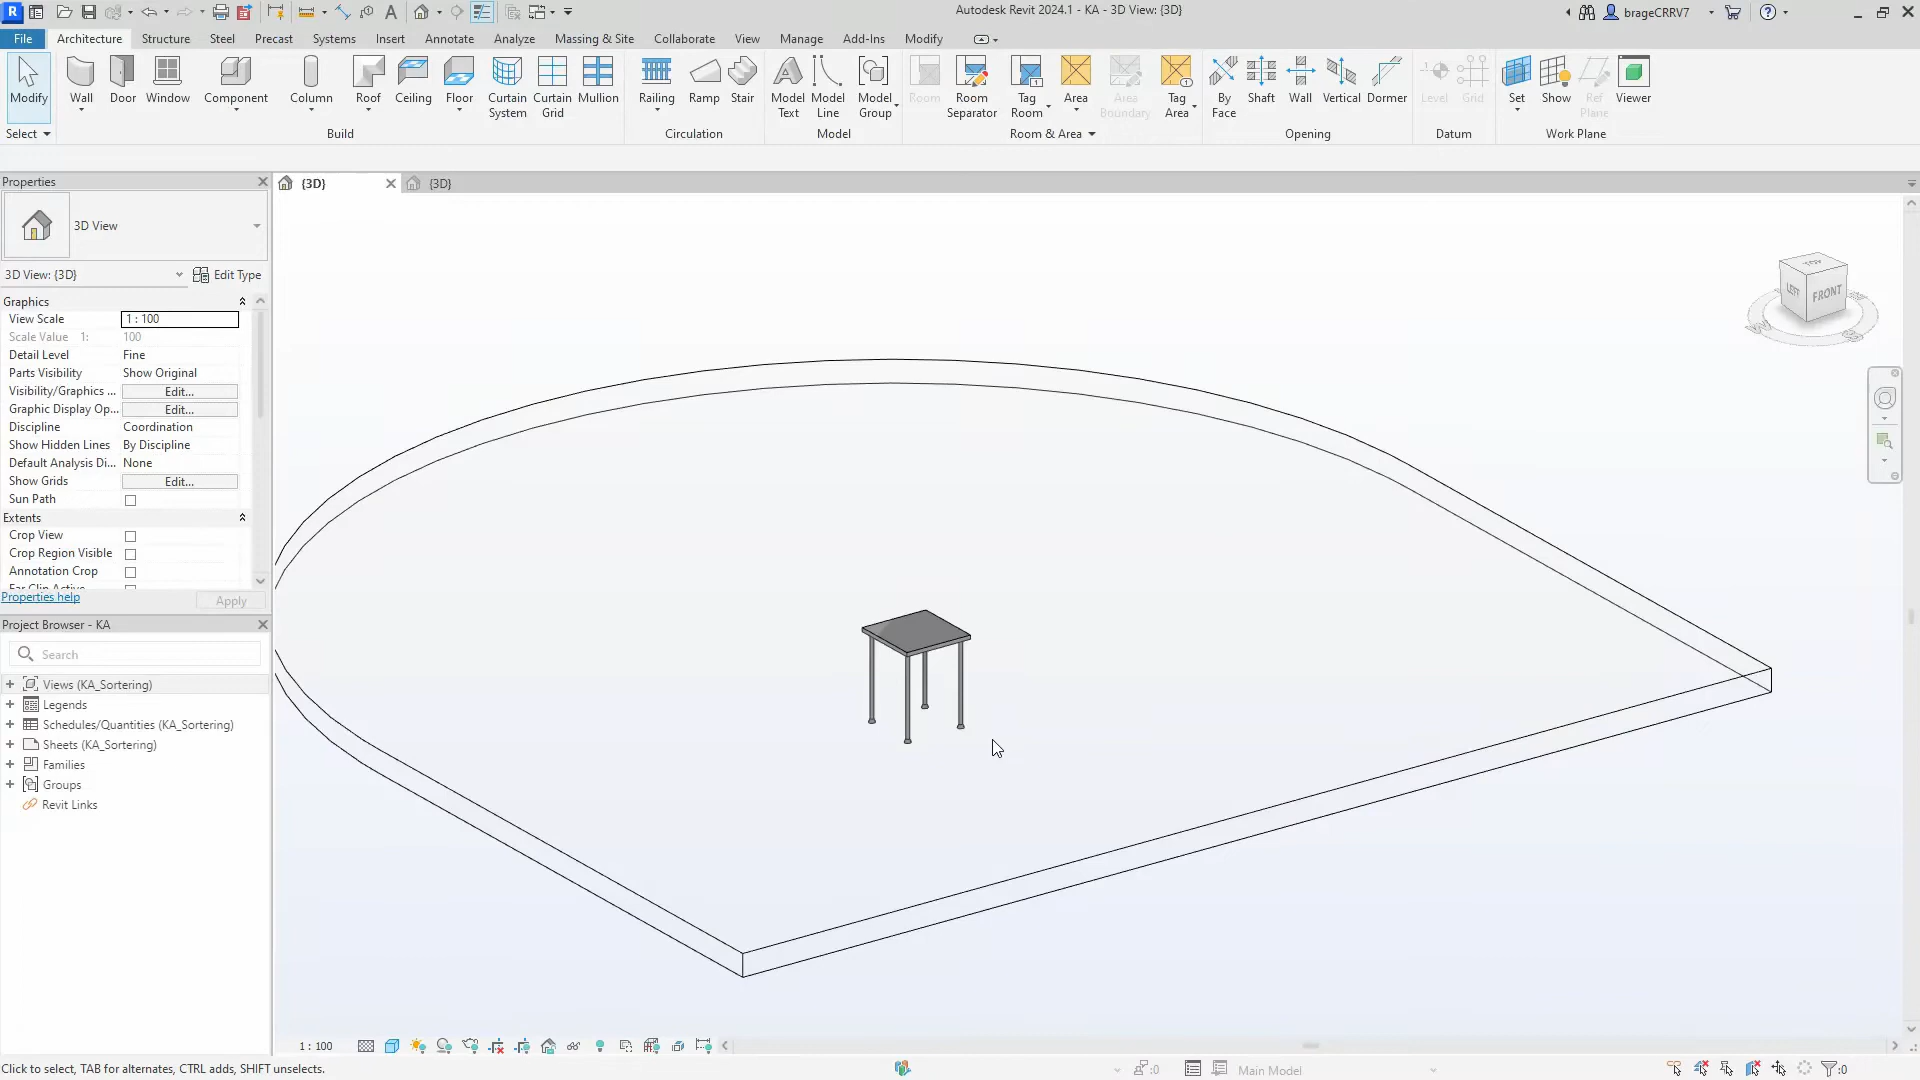 Autodesk Revit 2024.1 - KA - 3D View: {3D}
brageCRRV7
File Architecture Structure Steel Precast Systems Insert Annotate Analyze Massing & Site Collaborate View Manage Add-Ins Modify
Modify Wall Door Window Component Column Roof Ceiling Floor Curtain System Curtain Grid Mullion Railing Ramp Stair Model Text Model Line Model Group Room Room Separator Tag Room Area Area Boundary Tag Area By Face Shaft Wall Vertical Dormer Level Grid Set Show Ref Plane Viewer
Select Build Circulation Model Room & Area Opening Datum Work Plane
Properties
{3D} {3D}
3D View
3D View: {3D} Edit Type
Graphics
View Scale 1 : 100
Scale Value 1: 100
Detail Level Fine
Parts Visibility Show Original
Visibility/Graphics ... Edit...
Graphic Display Op... Edit...
Discipline Coordination
Show Hidden Lines By Discipline
Default Analysis Di... None
Show Grids Edit...
Sun Path
Extents
Crop View
Crop Region Visible
Annotation Crop
Far Clip Active
Properties help Apply
Project Browser - KA
Search
Views (KA_Sortering)
Legends
Schedules/Quantities (KA_Sortering)
Sheets (KA_Sortering)
Families
Groups
Revit Links
TOP
LEFT FRONT
W S
1 : 100
Click to select, TAB for alternates, CTRL adds, SHIFT unselects.
:0 Main Model :0